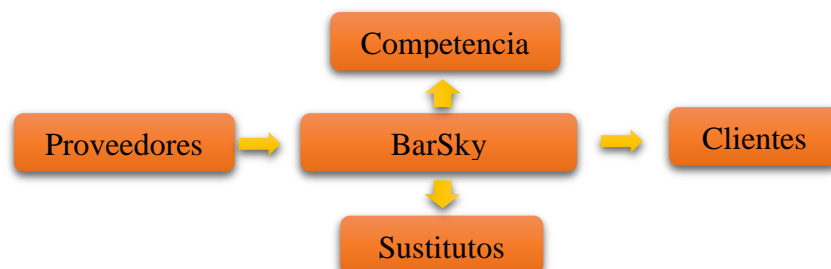 Competencia
Proveedores
BarSky
Clientes
Sustitutos